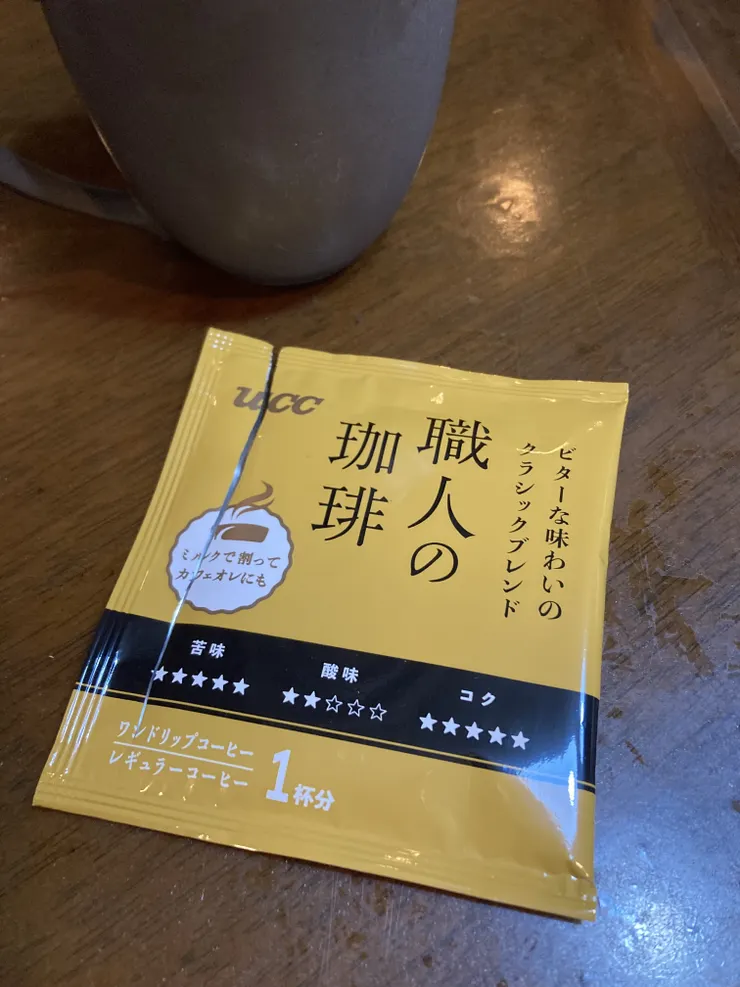 UCC
職人の
珈琲
ビターな味わいの
クラシックブレンド
ミルクで割って
カフェオレにも
苦味
★★★★★
酸味
★★☆☆☆
コク
★★★★★
ワンドリップコーヒー
レギュラーコーヒー
1杯分